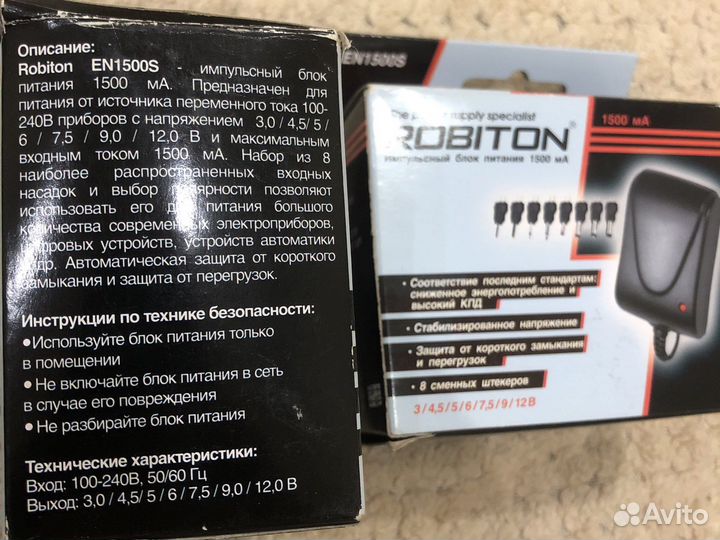 Описание:
Robiton EN1500S - импульсный блок
питания 1500 мА. Предназначен для
питания от источника переменного тока 100-
240В приборов с напряжением 3,0 / 4,5/ 5 /
6 / 7,5 / 9,0 / 12,0 В и максимальным
входным током 1500 мА. Набор из 8
наиболее распространенных входных
насадок и выбор полярности позволяют
использовать его для питания большого
количества современных электроприборов,
цифровых устройств, устройств автоматики
и др. Автоматическая защита от короткого
замыкания и защита от перегрузок.
Инструкции по технике безопасности:
● Используйте блок питания только
в помещении
● Не включайте блок питания в сеть
в случае его повреждения
● Не разбирайте блок питания
Технические характеристики:
Вход: 100-240В, 50/60 Гц
Выход: 3,0 / 4,5/ 5 / 6 / 7,5 / 9,0 / 12,0 В
EN1500S
The power supply specialist
ROBITON®
импульсный блок питания 1500 мА
1500 мА
• Соответствие последним стандартам:
сниженное энергопотребление и
высокий КПД
• Стабилизированное напряжение
• Защита от короткого замыкания
и перегрузок
• 8 сменных штекеров
3/4,5/5/6/7,5/9/12В
Avito